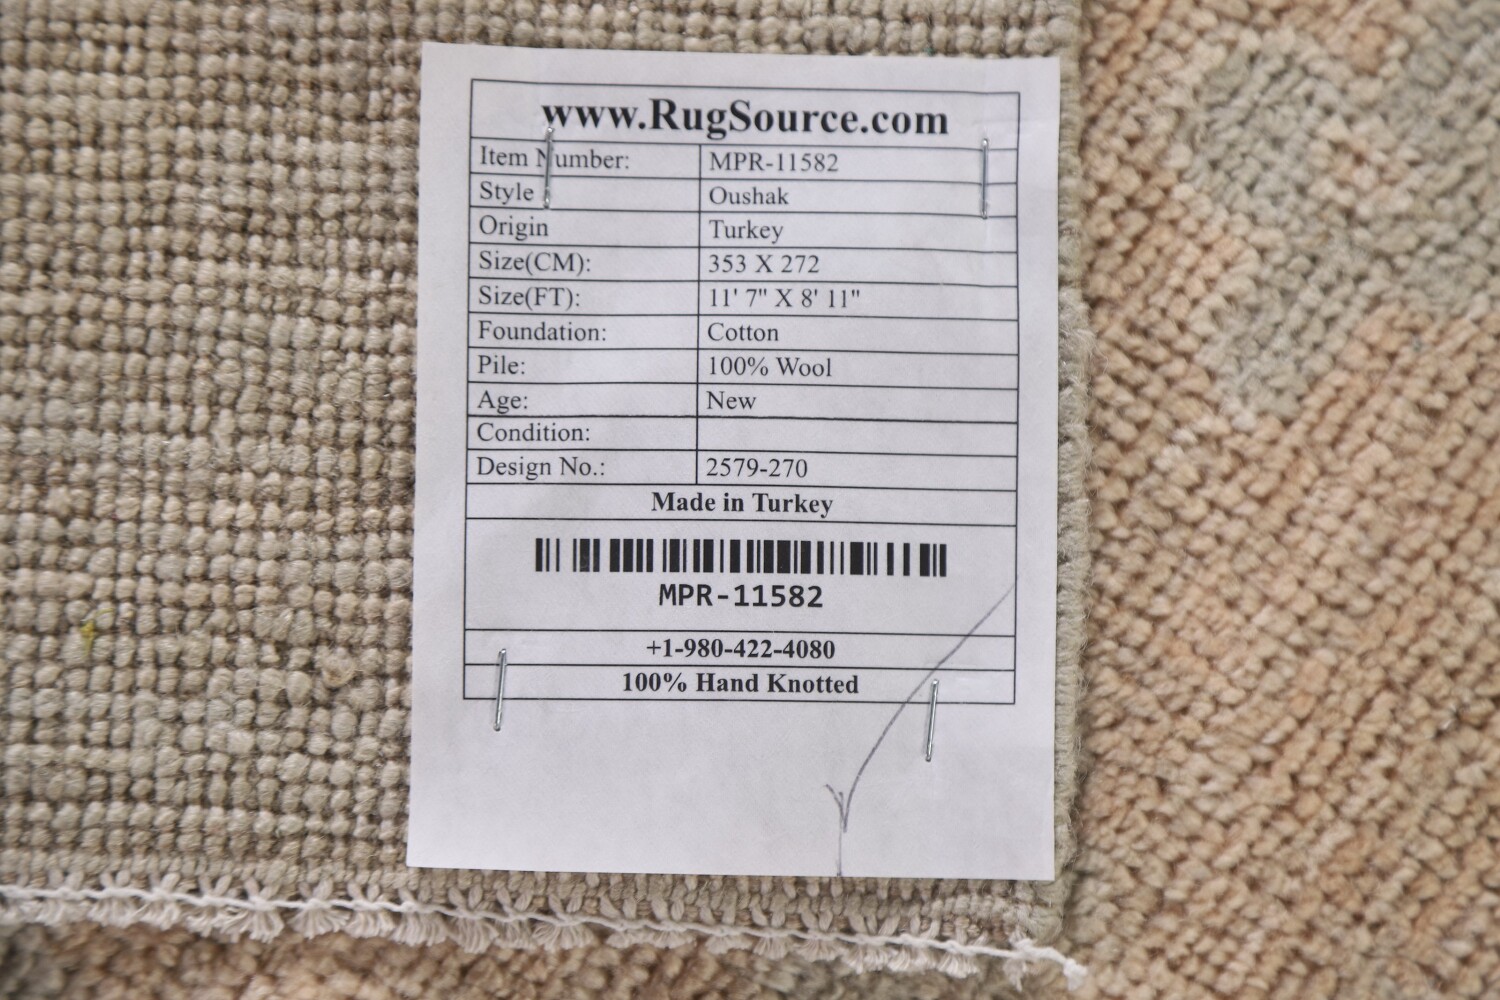 www.RugSource.com
Item Number: MPR-11582
Style Oushak
Origin Turkey
Size(CM): 353 X 272
Size(FT): 11' 7" X 8' 11"
Foundation: Cotton
Pile: 100% Wool
Age: New
Condition:
Design No.: 2579-270
Made in Turkey
MPR-11582
+1-980-422-4080
100% Hand Knotted